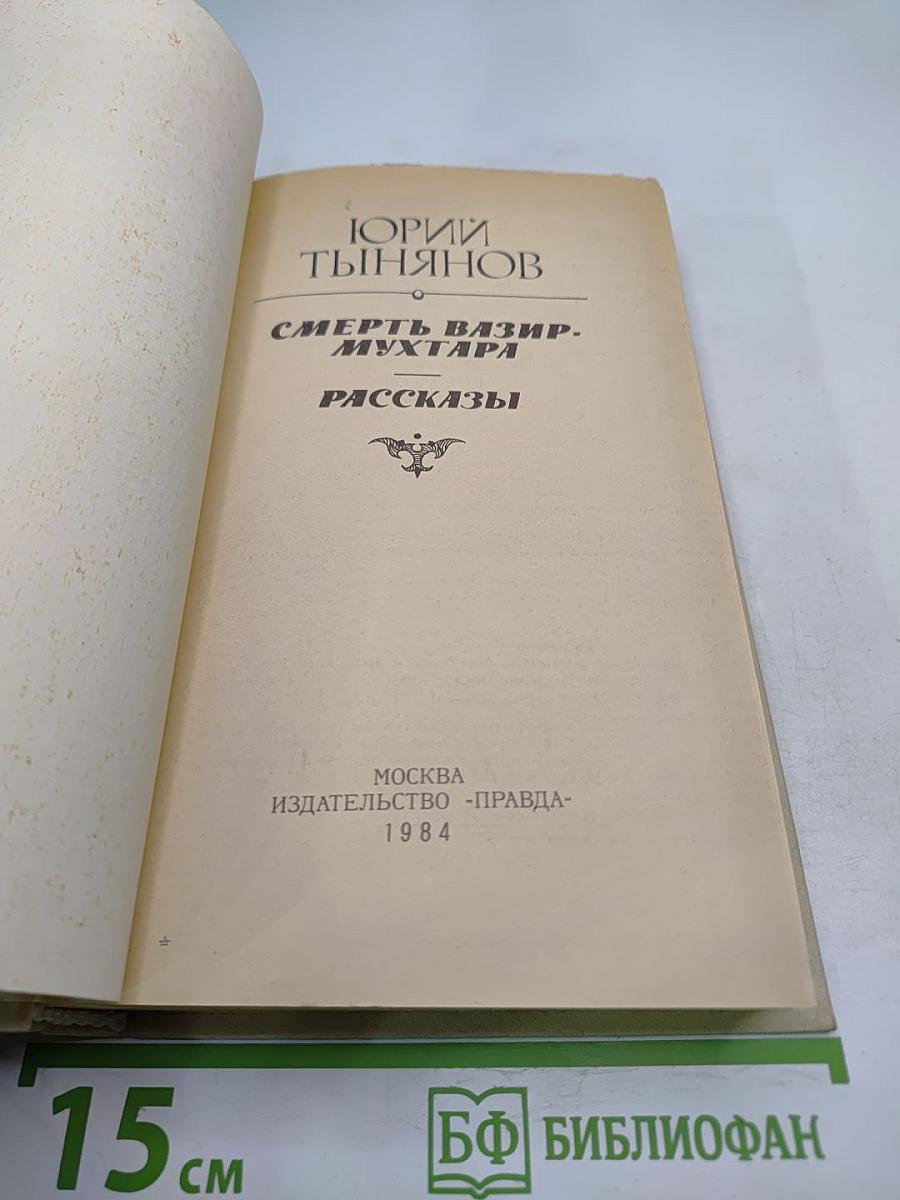 ЮРИЙ
ТЫНЯНОВ
СМЕРТЬ ВАЗИР-
МУХТАРА
РАССКАЗЫ
МОСКВА
ИЗДАТЕЛЬСТВО «ПРАВДА»
1984
15 см
БФ БИБЛИОФАН